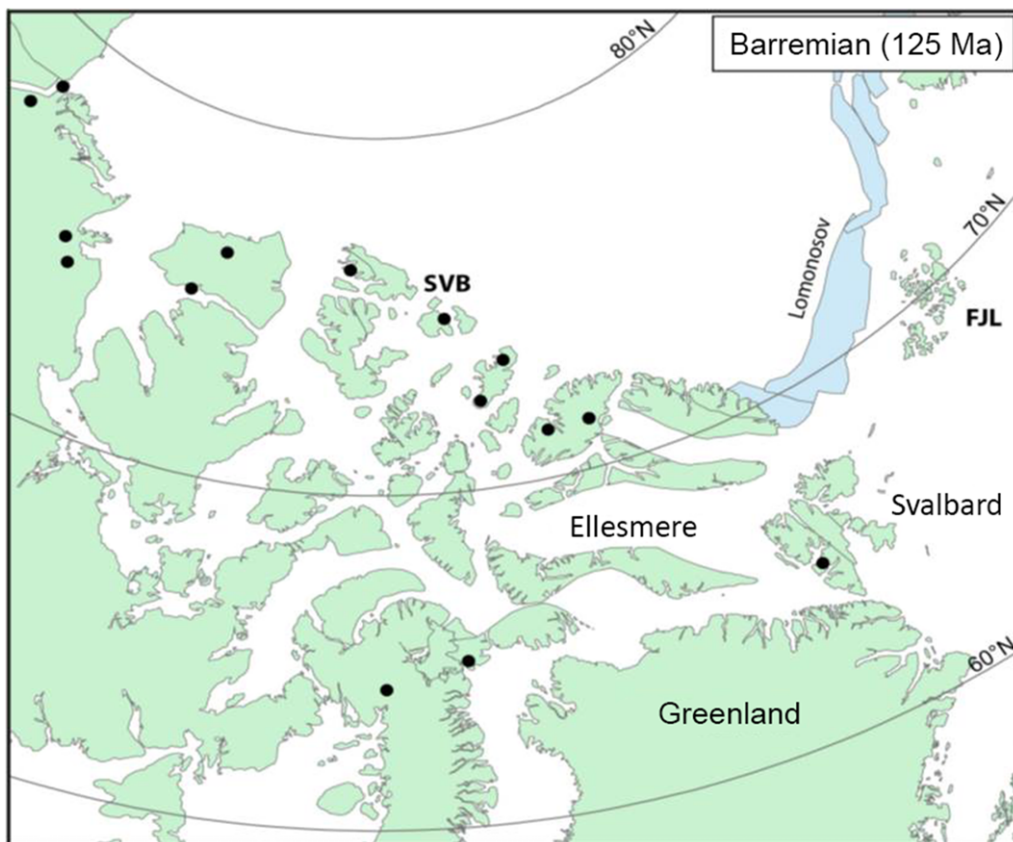 Barremian (125 Ma)
80°N
70°N
Lomonosov
SVB
FJL
Svalbard
Ellesmere
60°N
Greenland